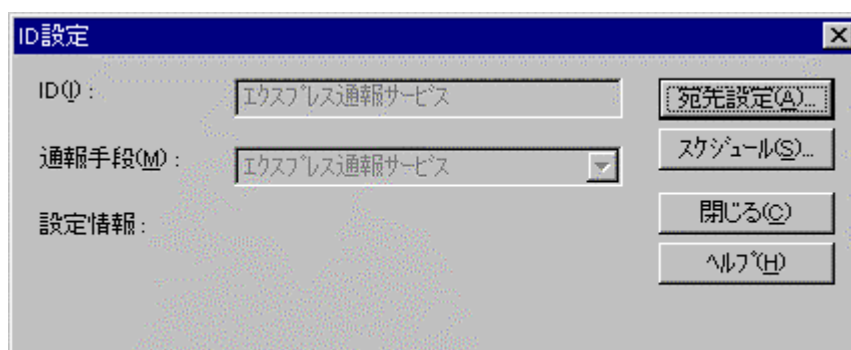 ID設定
ID(I) :
ｴｸｽﾌﾟﾚｽ通報ｻｰﾋﾞｽ
宛先設定(A)...
通報手段(M) :
ｴｸｽﾌﾟﾚｽ通報ｻｰﾋﾞｽ
ｽｹｼﾞｭｰﾙ(S)...
設定情報 :
閉じる(C)
ﾍﾙﾌﾟ(H)